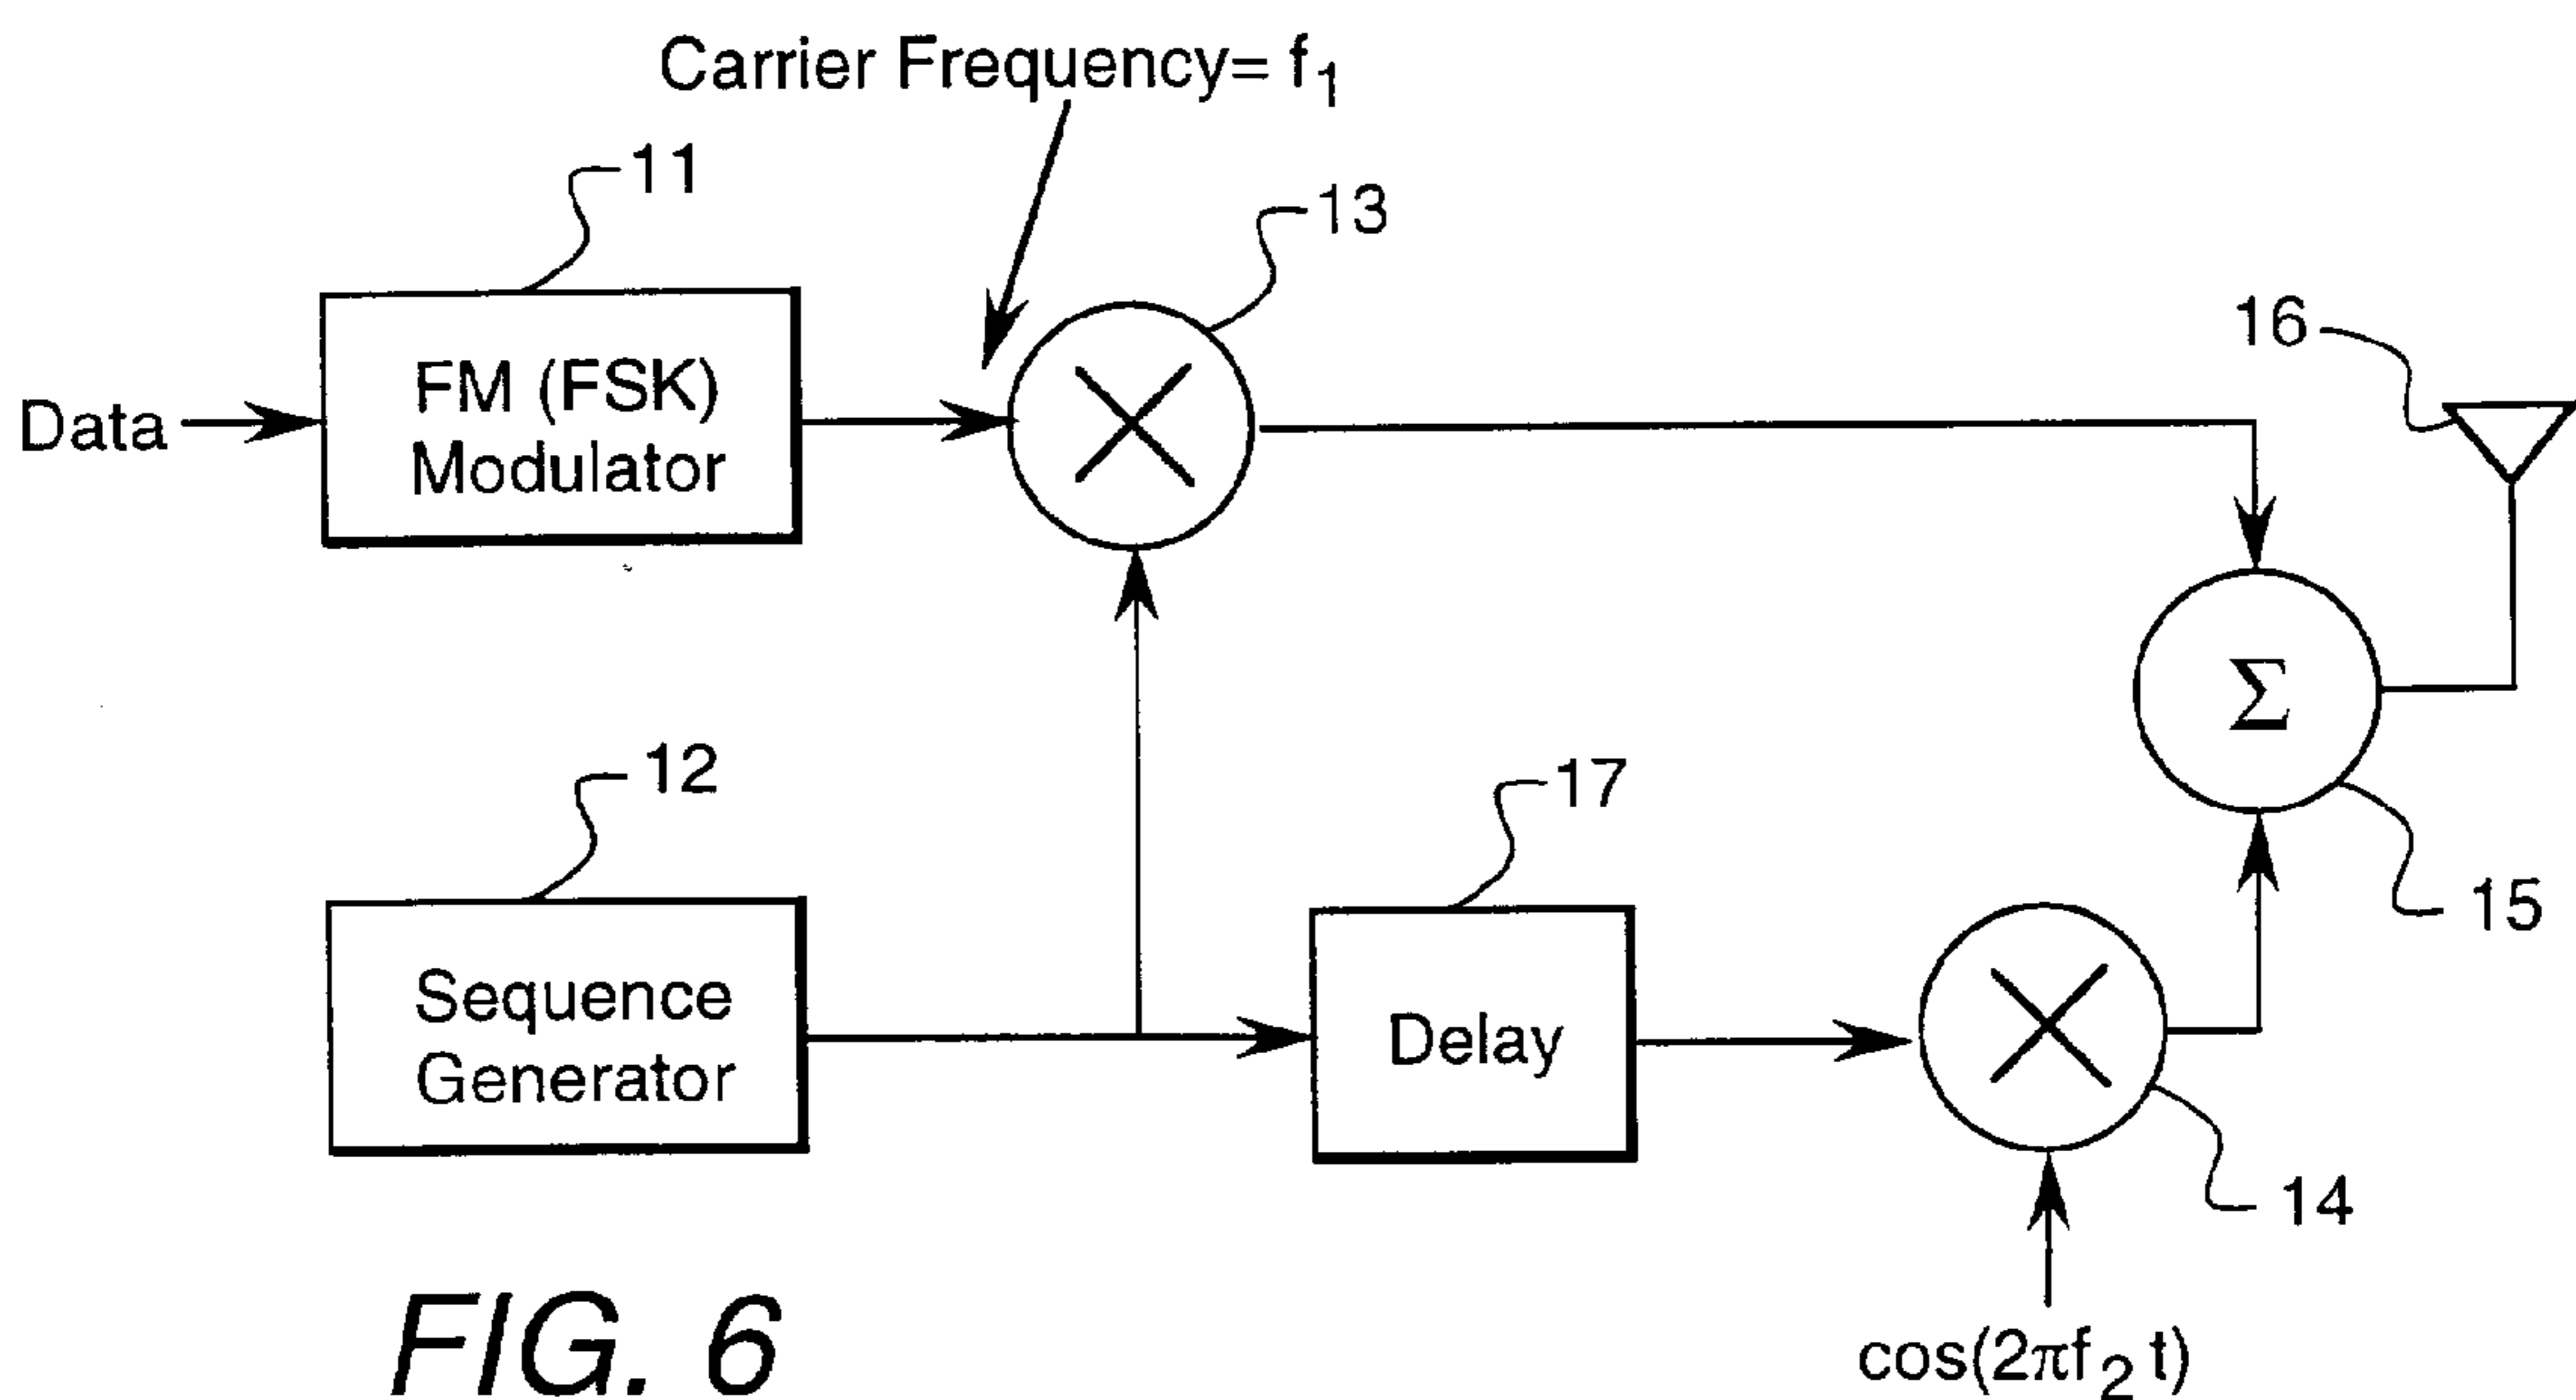 Carrier Frequency= f₁
11
13
16
Data
FM (FSK)
Modulator
Σ
12
17
15
Sequence
Generator
Delay
14
cos(2πf₂ t)
FIG. 6